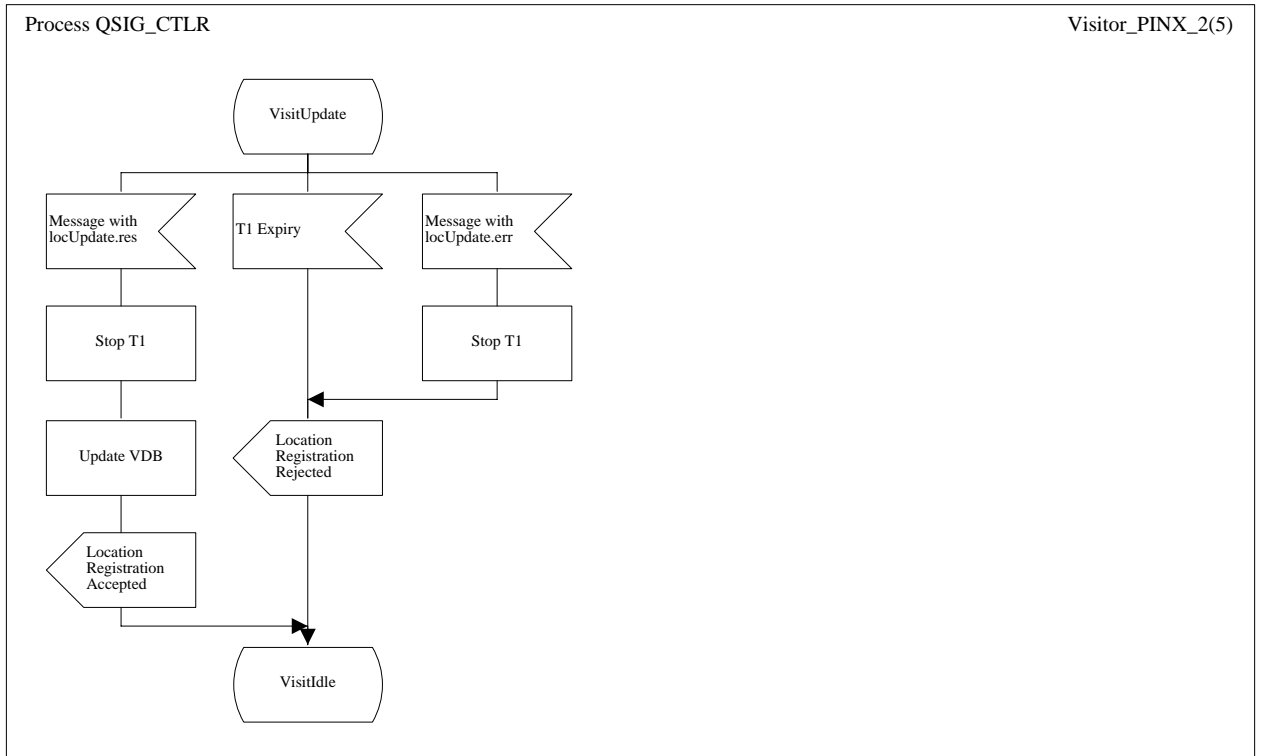 Process QSIG_CTLR
Visitor_PINX_2(5)
VisitUpdate
Message with
locUpdate.res
T1 Expiry
Message with
locUpdate.err
Stop T1
Stop T1
Update VDB
Location
Registration
Rejected
Location
Registration
Accepted
VisitIdle